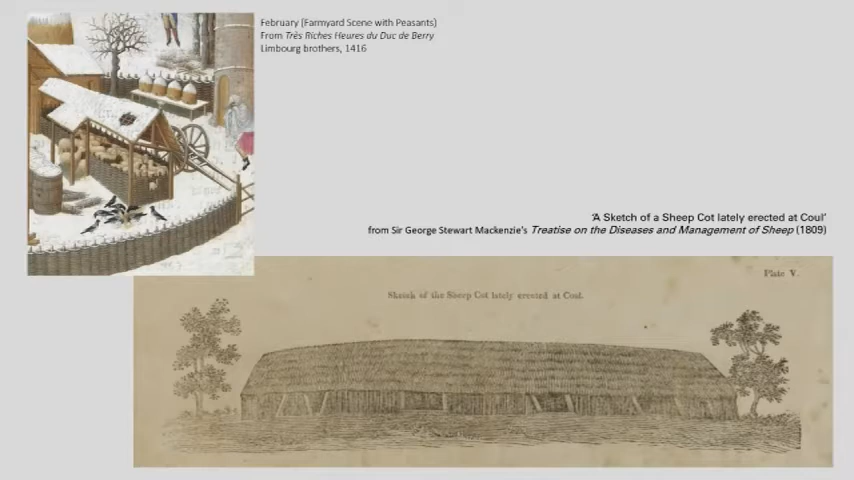 February (Farmyard Scene with Peasants)
From Très Riches Heures du Duc de Berry
Limbourg brothers, 1416
'A Sketch of a Sheep Cot lately erected at Coul'
from Sir George Stewart Mackenzie's Treatise on the Diseases and Management of Sheep (1809)
Plate V.
Sketch of the Sheep Cot lately erected at Coul.